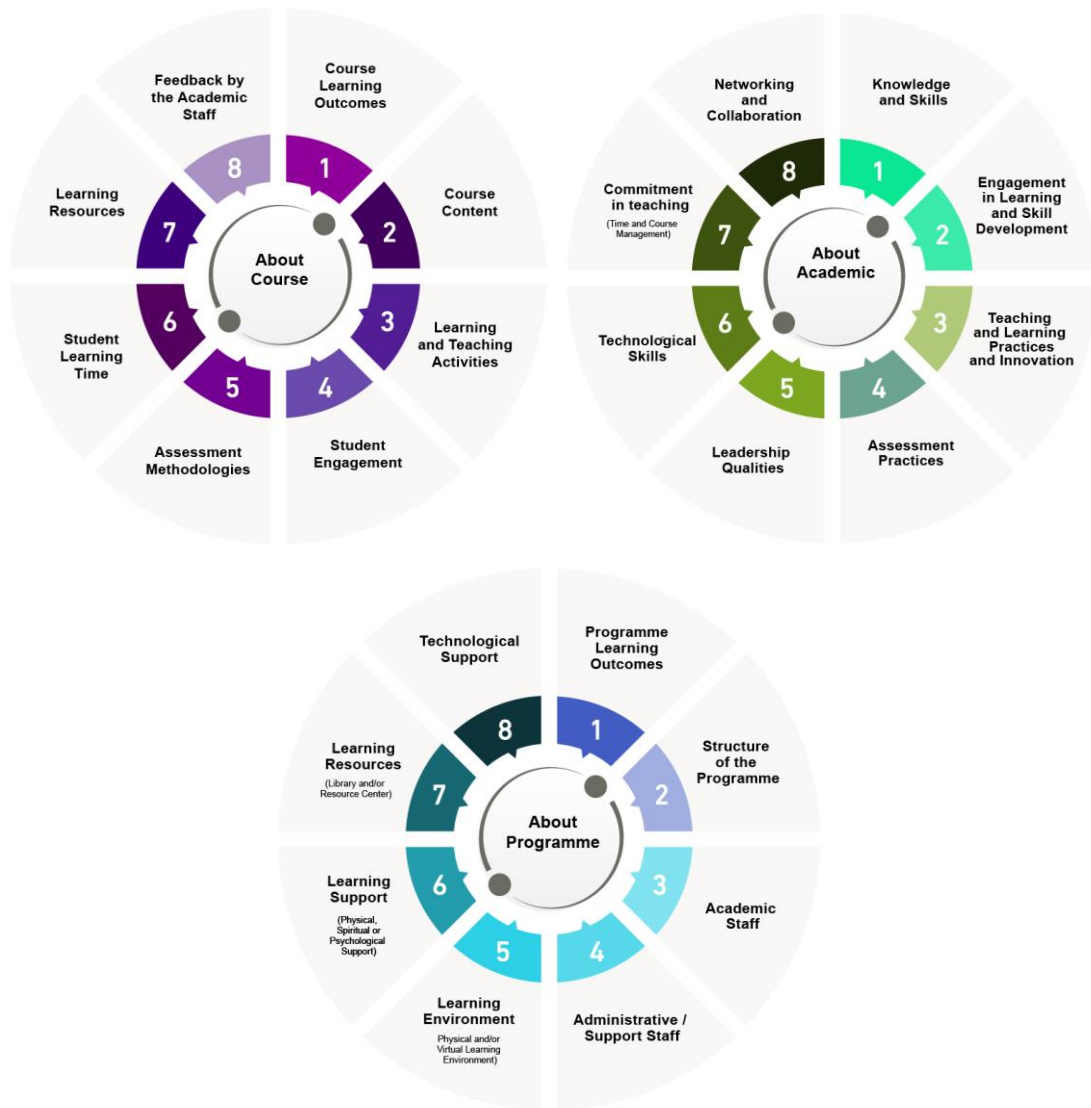 About
Course
1
Course
Learning
Outcomes
2
Course
Content
3
Learning
and Teaching
Activities
4
Student
Engagement
5
Assessment
Methodologies
6
Student
Learning
Time
7
Learning
Resources
8
Feedback by
the Academic
Staff
About
Academic
1
Knowledge
and Skills
2
Engagement
in Learning
and Skill
Development
3
Teaching
and Learning
Practices
and Innovation
4
Assessment
Practices
5
Leadership
Qualities
6
Technological
Skills
7
Commitment
in teaching
(Time and Course
Management)
8
Networking
and
Collaboration
About
Programme
1
Programme
Learning
Outcomes
2
Structure
of the
Programme
3
Academic
Staff
4
Administrative /
Support Staff
5
Learning
Environment
Physical and/or
Virtual Learning
Environment)
6
Learning
Support
(Physical,
Spiritual or
Psychological
Support)
7
Learning
Resources
(Library and/or
Resource Center)
8
Technological
Support